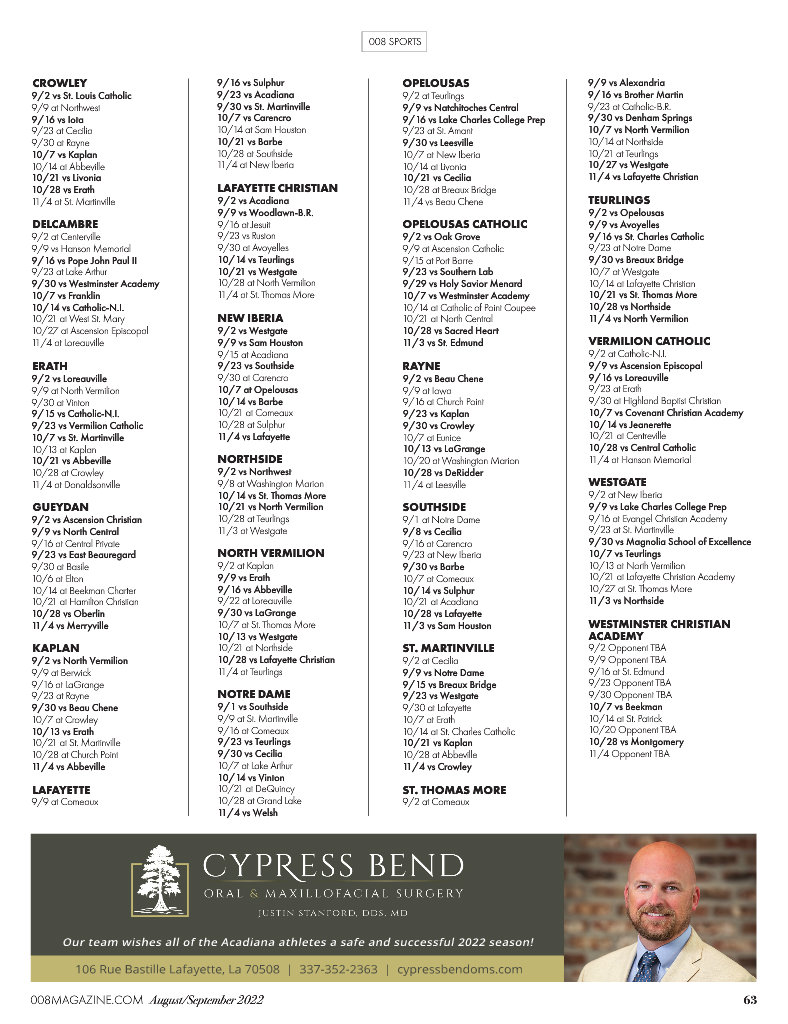 008 SPORTS
CROWLEY
9/2 vs St. Louis Catholic
9/9 at Northwest
9/16 vs Iota
9/23 at Cecilia
9/30 at Rayne
10/7 vs Kaplan
10/14 at Abbeville
10/21 vs Livonia
10/28 vs Erath
11/4 at St. Martinville
DELCAMBRE
9/2 at Centerville
9/9 vs Hanson Memorial
9/16 vs Pope John Paul II
9/23 at Lake Arthur
9/30 vs Westminster Academy
10/7 vs Franklin
10/14 vs Catholic-N.I.
10/21 at West St. Mary
10/27 at Ascension Episcopal
11/4 at Loreauville
ERATH
9/2 vs Loreauville
9/9 at North Vermilion
9/30 at Vinton
9/15 vs Catholic-N.I.
9/23 vs Vermilion Catholic
10/7 vs St. Martinville
10/13 at Kaplan
10/21 vs Abbeville
10/28 at Crowley
11/4 at Donaldsonville
GUEYDAN
9/2 vs Ascension Christian
9/9 vs North Central
9/16 at Central Private
9/23 vs East Beauregard
9/30 at Basile
10/6 at Elton
10/14 at Beekman Charter
10/21 at Hamilton Christian
10/28 vs Oberlin
11/4 vs Merryville
KAPLAN
9/2 vs North Vermilion
9/9 at Berwick
9/16 at LaGrange
9/23 at Rayne
9/30 vs Beau Chene
10/7 at Crowley
10/13 vs Erath
10/21 at St. Martinville
10/28 at Church Point
11/4 vs Abbeville
LAFAYETTE
9/9 at Comeaux
9/16 vs Sulphur
9/23 vs Acadiana
9/30 vs St. Martinville
10/7 vs Carencro
10/14 at Sam Houston
10/21 vs Barbe
10/28 at Southside
11/4 at New Iberia
LAFAYETTE CHRISTIAN
9/2 vs Acadiana
9/9 vs Woodlawn-B.R.
9/16 at Jesuit
9/23 vs Ruston
9/30 at Avoyelles
10/14 vs Teurlings
10/21 vs Westgate
10/28 at North Vermilion
11/4 at St. Thomas More
NEW IBERIA
9/2 vs Westgate
9/9 vs Sam Houston
9/15 at Acadiana
9/23 vs Southside
9/30 at Carencro
10/7 at Opelousas
10/14 vs Barbe
10/21 at Comeaux
10/28 at Sulphur
11/4 vs Lafayette
NORTHSIDE
9/2 vs Northwest
9/8 at Washington Marion
10/14 vs St. Thomas More
10/21 vs North Vermilion
10/28 at Teurlings
11/3 at Westgate
NORTH VERMILION
9/2 at Kaplan
9/9 vs Erath
9/16 vs Abbeville
9/22 at Loreauville
9/30 vs LaGrange
10/7 at St. Thomas More
10/13 vs Westgate
10/21 at Northside
10/28 vs Lafayette Christian
11/4 at Teurlings
NOTRE DAME
9/1 vs Southside
9/9 at St. Martinville
9/16 at Comeaux
9/23 vs Teurlings
9/30 vs Cecilia
10/7 at Lake Arthur
10/14 vs Vinton
10/21 at DeQuincy
10/28 at Grand Lake
11/4 vs Welsh
OPELOUSAS
9/2 at Teurlings
9/9 vs Natchitoches Central
9/16 vs Lake Charles College Prep
9/23 at St. Amant
9/30 vs Leesville
10/7 at New Iberia
10/14 at Livonia
10/21 vs Cecilia
10/28 at Breaux Bridge
11/4 vs Beau Chene
OPELOUSAS CATHOLIC
9/2 vs Oak Grove
9/9 at Ascension Catholic
9/15 at Port Barre
9/23 vs Southern Lab
9/29 vs Holy Savior Menard
10/7 vs Westminster Academy
10/14 at Catholic of Point Coupee
10/21 at North Central
10/28 vs Sacred Heart
11/3 vs St. Edmund
RAYNE
9/2 vs Beau Chene
9/9 at Iowa
9/16 at Church Point
9/23 vs Kaplan
9/30 vs Crowley
10/7 at Eunice
10/13 vs LaGrange
10/20 at Washington Marion
10/28 vs DeRidder
11/4 at Leesville
SOUTHSIDE
9/1 at Notre Dame
9/8 vs Cecilia
9/16 at Carencro
9/23 at New Iberia
9/30 vs Barbe
10/7 at Comeaux
10/14 vs Sulphur
10/21 at Acadiana
10/28 vs Lafayette
11/3 vs Sam Houston
ST. MARTINVILLE
9/2 at Cecilia
9/9 vs Notre Dame
9/15 vs Breaux Bridge
9/23 vs Westgate
9/30 at Lafayette
10/7 at Erath
10/14 at St. Charles Catholic
10/21 vs Kaplan
10/28 at Abbeville
11/4 vs Crowley
ST. THOMAS MORE
9/2 at Comeaux
9/9 vs Alexandria
9/16 vs Brother Martin
9/23 at Catholic-B.R.
9/30 vs Denham Springs
10/7 vs North Vermilion
10/14 at Northside
10/21 at Teurlings
10/27 vs Westgate
11/4 vs Lafayette Christian
TEURLINGS
9/2 vs Opelousas
9/9 vs Avoyelles
9/16 vs St. Charles Catholic
9/23 at Notre Dame
9/30 vs Breaux Bridge
10/7 at Westgate
10/14 at Lafayette Christian
10/21 vs St. Thomas More
10/28 vs Northside
11/4 vs North Vermilion
VERMILION CATHOLIC
9/2 at Catholic-N.I.
9/9 vs Ascension Episcopal
9/16 vs Loreauville
9/23 at Erath
9/30 at Highland Baptist Christian
10/7 vs Covenant Christian Academy
10/14 vs Jeanerette
10/21 at Centreville
10/28 vs Central Catholic
11/4 at Hanson Memorial
WESTGATE
9/2 at New Iberia
9/9 vs Lake Charles College Prep
9/16 at Evangel Christian Academy
9/23 at St. Martinville
9/30 vs Magnolia School of Excellence
10/7 vs Teurlings
10/13 at North Vermilion
10/21 at Lafayette Christian Academy
10/27 at St. Thomas More
11/3 vs Northside
WESTMINSTER CHRISTIAN
ACADEMY
9/2 Opponent TBA
9/9 Opponent TBA
9/16 at St. Edmund
9/23 Opponent TBA
9/30 Opponent TBA
10/7 vs Beekman
10/14 at St. Patrick
10/20 Opponent TBA
10/28 vs Montgomery
11/4 Opponent TBA
CYPRESS BEND
ORAL & MAXILLOFACIAL SURGERY
JUSTIN STANFORD, DDS, MD
Our team wishes all of the Acadiana athletes a safe and successful 2022 season!
106 Rue Bastille Lafayette, La 70508 | 337-352-2363 | cypressbendoms.com
008MAGAZINE.COM August/September 2022
63